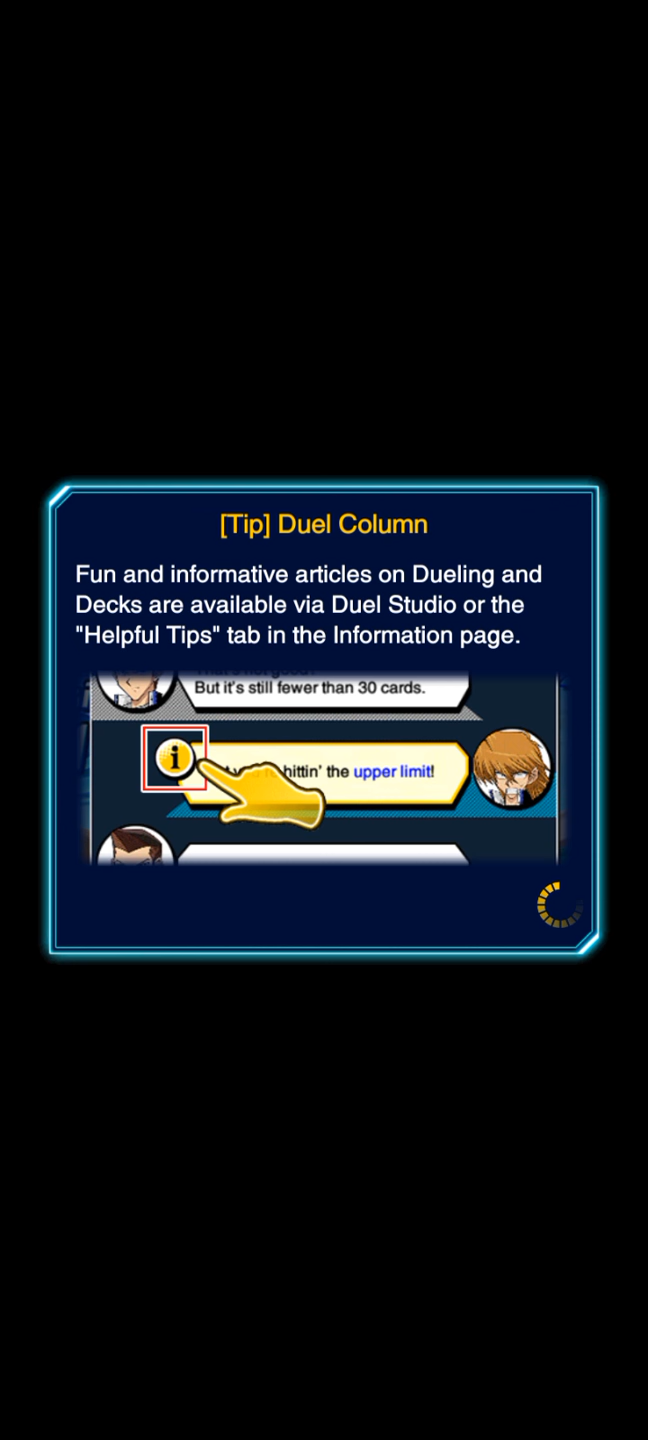 [Tip] Duel Column
Fun and informative articles on Dueling and
Decks are available via Duel Studio or the
"Helpful Tips" tab in the Information page.
But it's still fewer than 30 cards.
i
hittin' the upper limit!